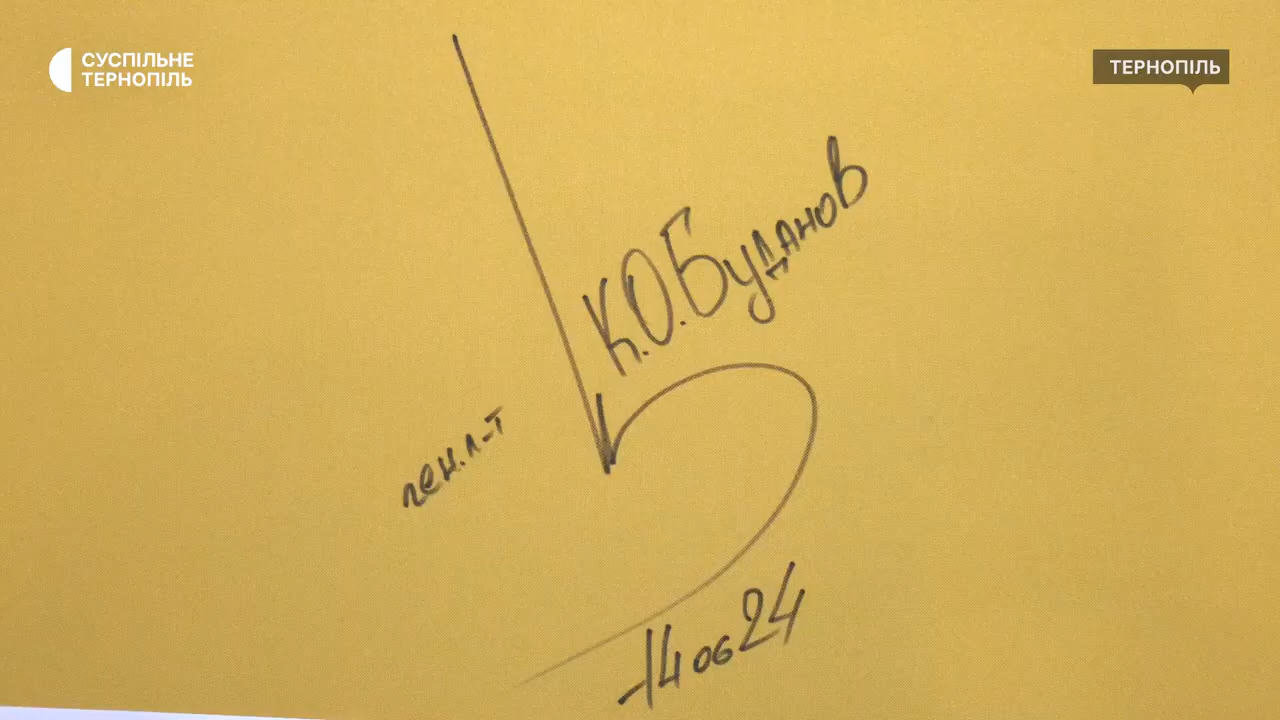 СУСПІЛЬНЕ
ТЕРНОПІЛЬ
ТЕРНОПІЛЬ
К.О.Буданов
ген.л-т
14 06 24